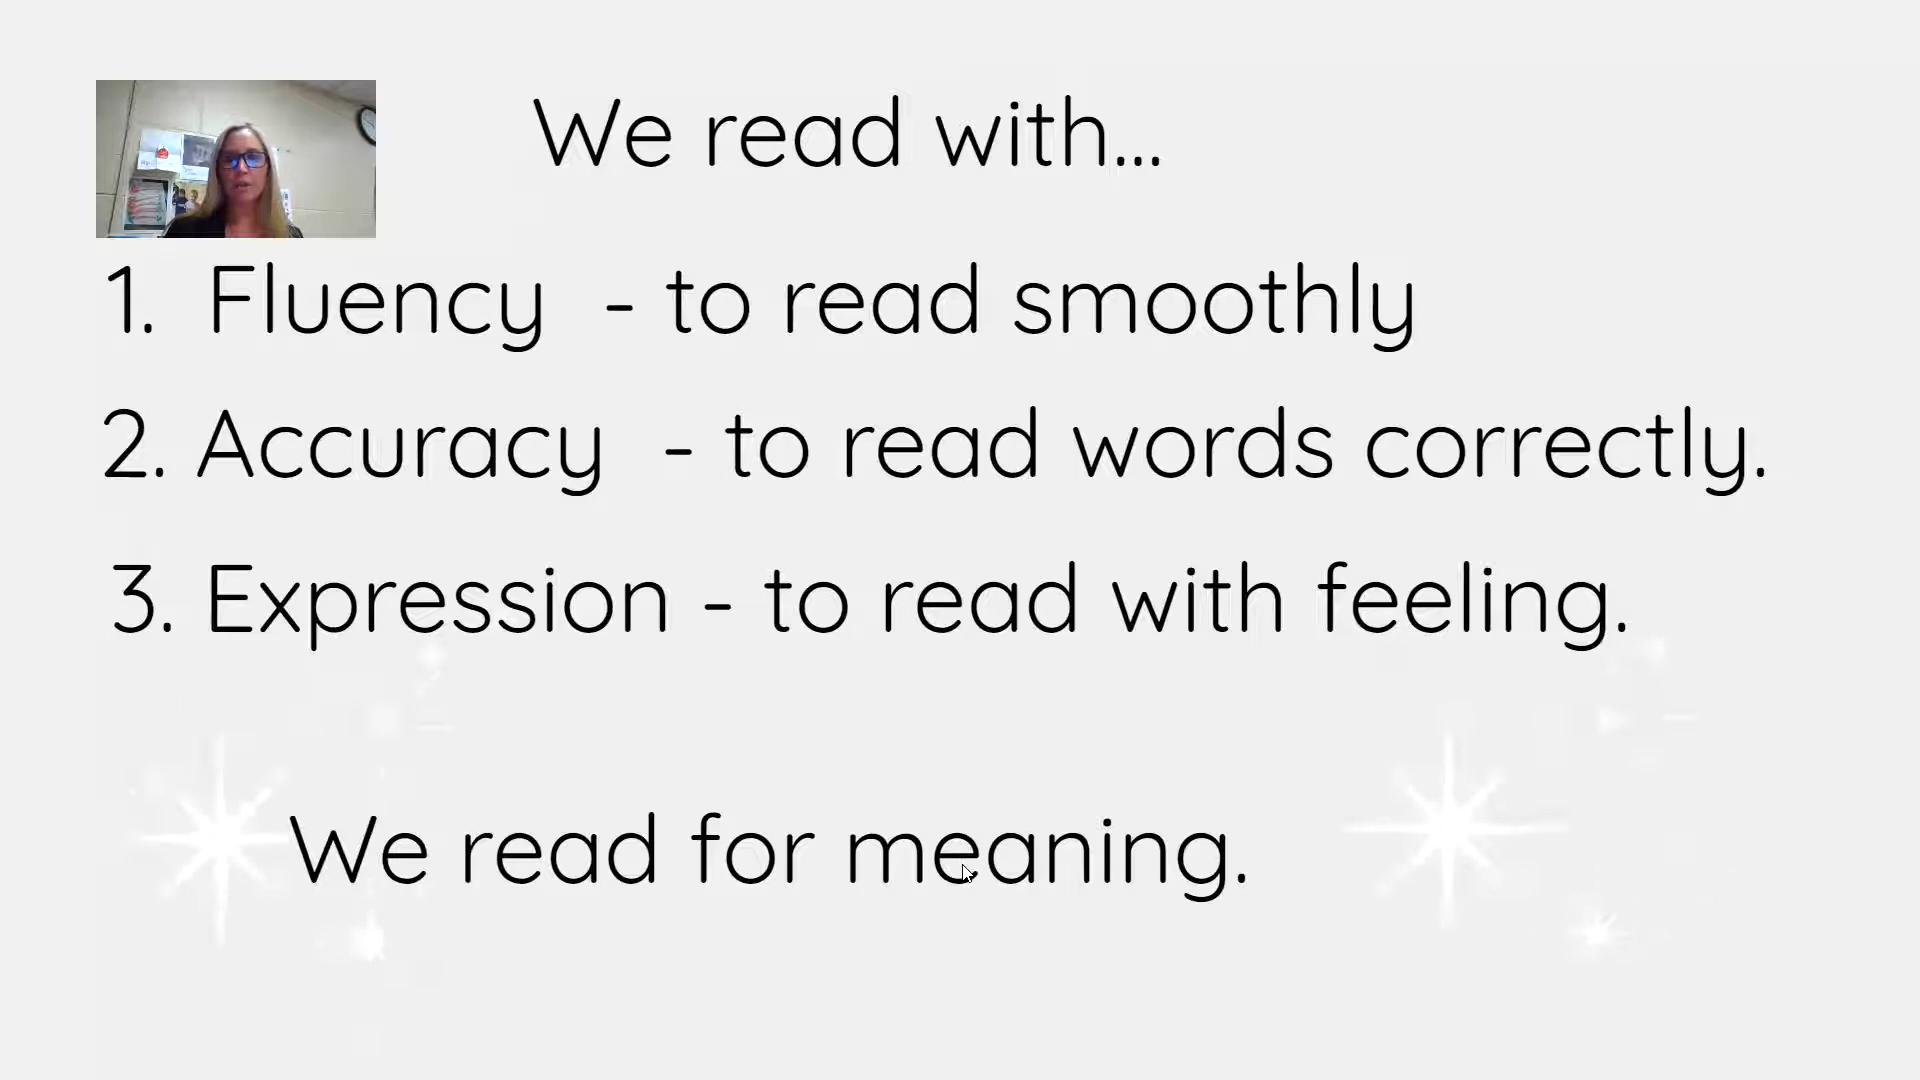 We read with...
1. Fluency - to read smoothly
2. Accuracy - to read words correctly.
3. Expression - to read with feeling.
We read for meaning.